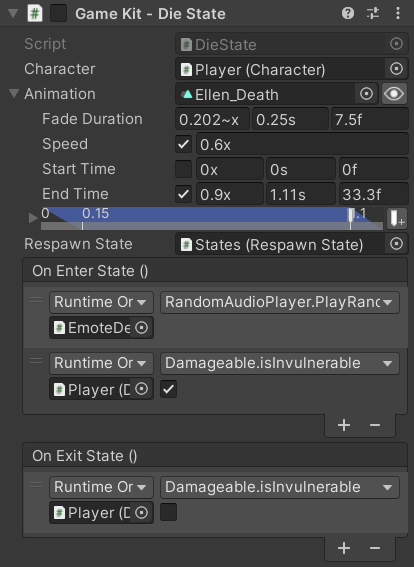 Game Kit - Die State
Script DieState
Character Player (Character)
Animation Ellen_Death
Fade Duration 0.202~x 0.25s 7.5f
Speed 0.6x
Start Time 0x 0s 0f
End Time 0.9x 1.11s 33.3f
0 0.15 .1
Respawn State States (Respawn State)
On Enter State ()
Runtime Or RandomAudioPlayer.PlayRand
EmoteDe
Runtime Or Damageable.isInvulnerable
Player (D
On Exit State ()
Runtime Or Damageable.isInvulnerable
Player (D